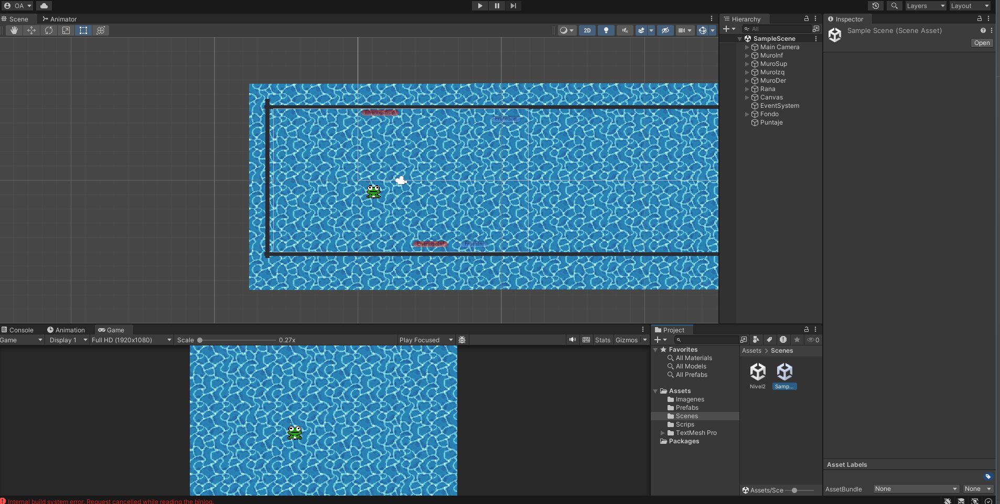 OA
Layers
Layout
Scene
Animator
2D
EnemigoSup
FrutoSup
EnemigoInf
FrutoInf
Hierarchy
All
SampleScene
Main Camera
MuroInf
MuroSup
MuroIzq
MuroDer
Rana
Canvas
EventSystem
Fondo
Puntaje
Inspector
Sample Scene (Scene Asset)
Open
Console
Animation
Game
Game
Display 1
Full HD (1920x1080)
Scale
0.27x
Play Focused
Stats
Gizmos
Project
0
Favorites
All Materials
All Models
All Prefabs
Assets
Imagenes
Prefabs
Scenes
Scrips
TextMesh Pro
Packages
Assets > Scenes
Nivel2
Samp...
Assets/Sce
Asset Labels
AssetBundle
None
None
Internal build system error. Request cancelled while reading the binlog.